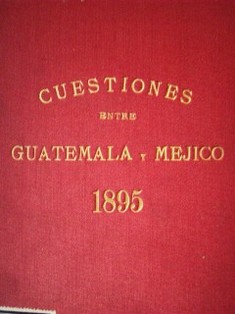 CUESTIONES
ENTRE
GUATEMALA Y MEJICO
1895